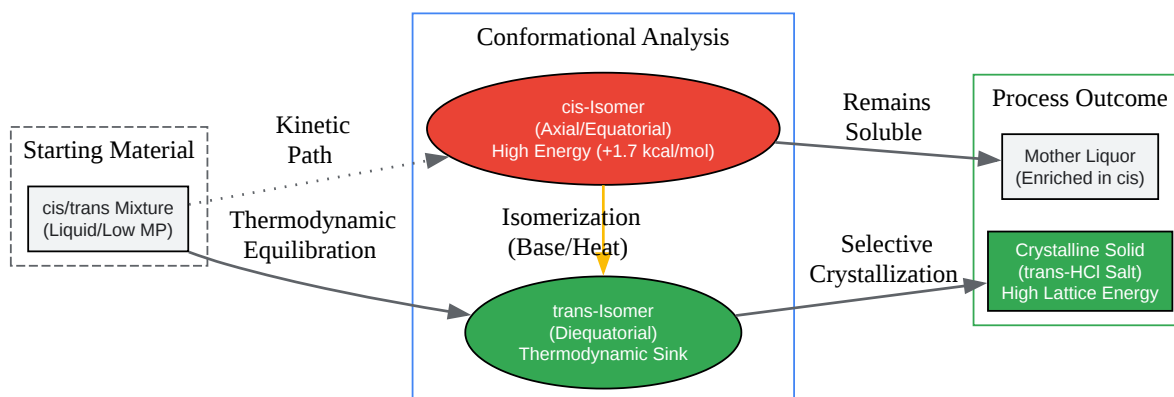 Starting Material
cis/trans Mixture
(Liquid/Low MP)
Kinetic
Path
Thermodynamic
Equilibration
Conformational Analysis
cis-Isomer
(Axial/Equatorial)
High Energy (+1.7 kcal/mol)
Isomerization
(Base/Heat)
trans-Isomer
(Diequatorial)
Thermodynamic Sink
Remains
Soluble
Selective
Crystallization
Process Outcome
Mother Liquor
(Enriched in cis)
Crystalline Solid
(trans-HCl Salt)
High Lattice Energy